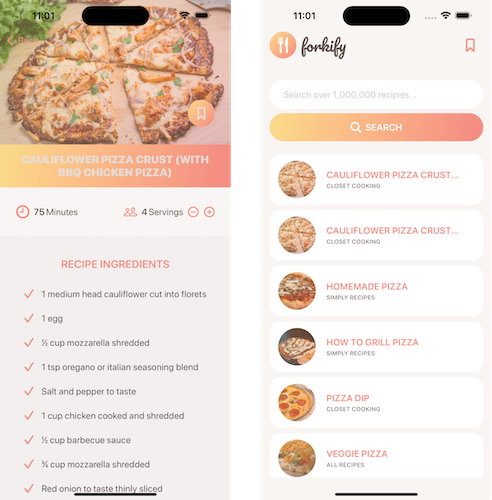 11:01
CAULIFLOWER PIZZA CRUST (WITH
BBQ CHICKEN PIZZA)
75 Minutes
4 Servings
RECIPE INGREDIENTS
1 medium head cauliflower cut into florets
1 egg
½ cup mozzarella shredded
1 tsp oregano or italian seasoning blend
Salt and pepper to taste
1 cup chicken cooked and shredded
½ cup barbecue sauce
¾ cup mozzarella shredded
Red onion to taste thinly sliced
11:01
forkify
Search over 1,000,000 recipies...
SEARCH
CAULIFLOWER PIZZA CRUST...
CLOSET COOKING
CAULIFLOWER PIZZA CRUST...
CLOSET COOKING
HOMEMADE PIZZA
SIMPLY RECIPES
HOW TO GRILL PIZZA
SIMPLY RECIPES
PIZZA DIP
CLOSET COOKING
VEGGIE PIZZA
ALL RECIPES